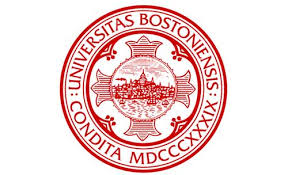 : UNIVERSITAS BOSTONIENSIS :
CONDITA MDCCCXXXIX